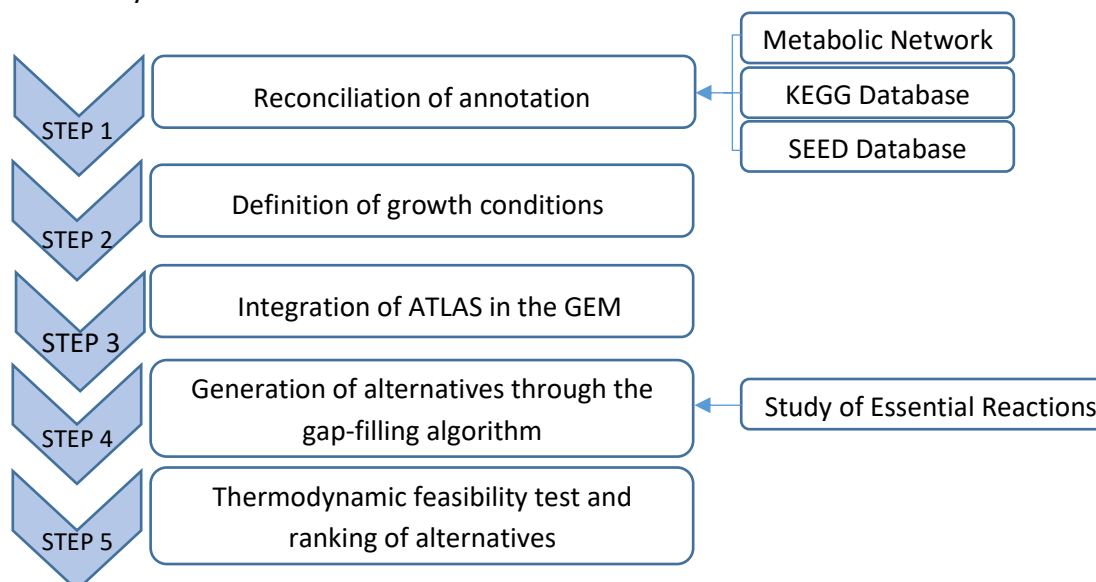 Metabolic Network
STEP 1
Reconciliation of annotation
KEGG Database
SEED Database
STEP 2
Definition of growth conditions
STEP 3
Integration of ATLAS in the GEM
STEP 4
Generation of alternatives through the
gap-filling algorithm
Study of Essential Reactions
STEP 5
Thermodynamic feasibility test and
ranking of alternatives